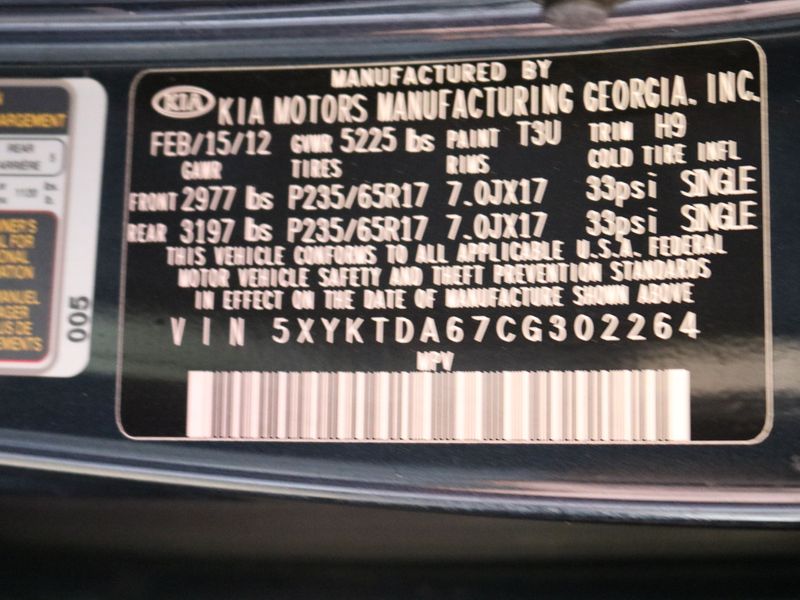 MANUFACTURED BY
KIA KIA MOTORS MANUFACTURING GEORGIA. INC.
FEB/15/12 GVWR 5225 lbs PAINT T3U TRIM H9
GAWR TIRES RIMS COLD TIRE INFL
FRONT 2977 lbs P235/65R17 7.0JX17 33psi SINGLE
REAR 3197 lbs P235/65R17 7.0JX17 33psi SINGLE
THIS VEHICLE CONFORMS TO ALL APPLICABLE U.S.A. FEDERAL
MOTOR VEHICLE SAFETY AND THEFT PREVENTION STANDARDS
IN EFFECT ON THE DATE OF MANUFACTURE SHOWN ABOVE
VIN 5XYKTDA67CG302264
MPV
REAR
005